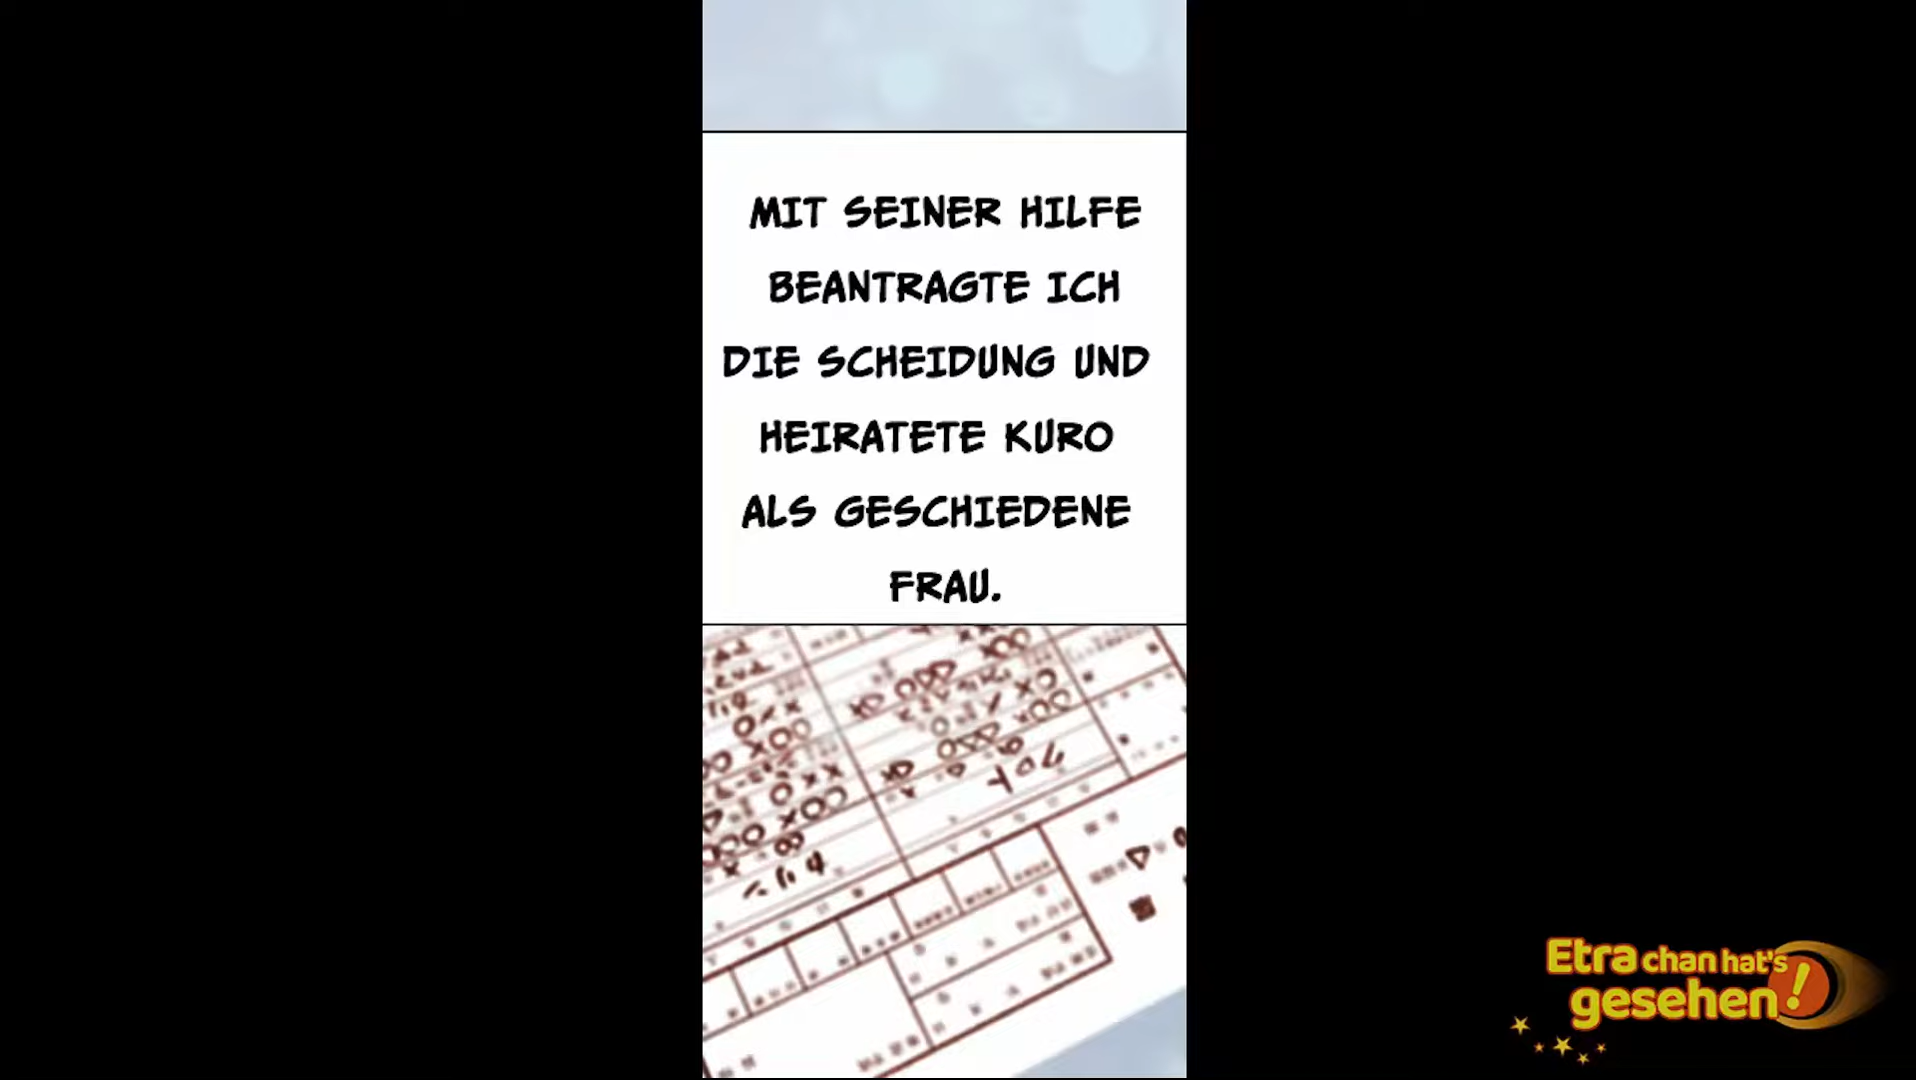 MIT SEINER HILFE
BEANTRAGTE ICH
DIE SCHEIDUNG UND
HEIRATETE KURO
ALS GESCHIEDENE
FRAU.
Etra chan hat's
gesehen!